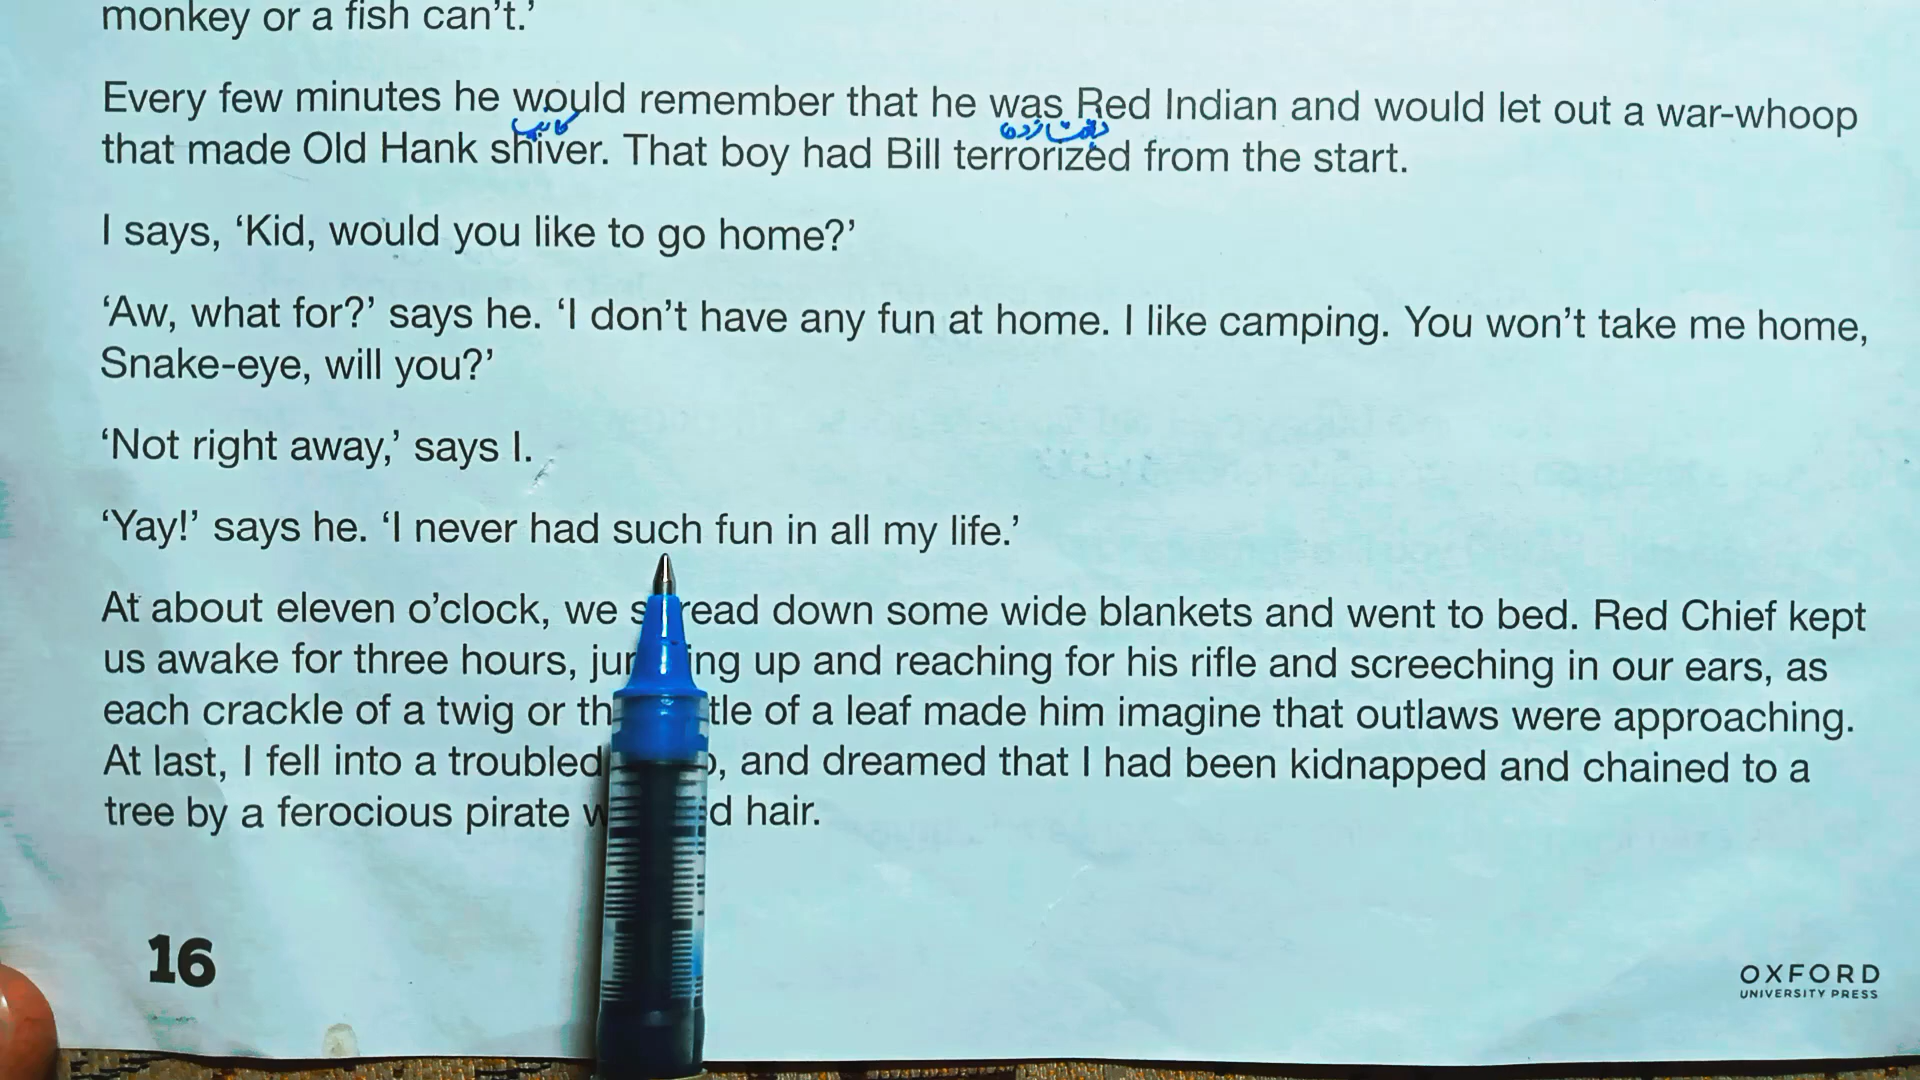 monkey or a fish can't.'
Every few minutes he would remember that he was Red Indian and would let out a war-whoop
کانپ دہشت زدہ
that made Old Hank shiver. That boy had Bill terrorized from the start.
I says, 'Kid, would you like to go home?'
'Aw, what for?' says he. 'I don't have any fun at home. I like camping. You won't take me home,
Snake-eye, will you?'
'Not right away,' says I.
'Yay!' says he. 'I never had such fun in all my life.'
At about eleven o'clock, we s read down some wide blankets and went to bed. Red Chief kept
us awake for three hours, ju ing up and reaching for his rifle and screeching in our ears, as
each crackle of a twig or th tle of a leaf made him imagine that outlaws were approaching.
At last, I fell into a troubled , and dreamed that I had been kidnapped and chained to a
tree by a ferocious pirate w d hair.
16
OXFORD
UNIVERSITY PRESS